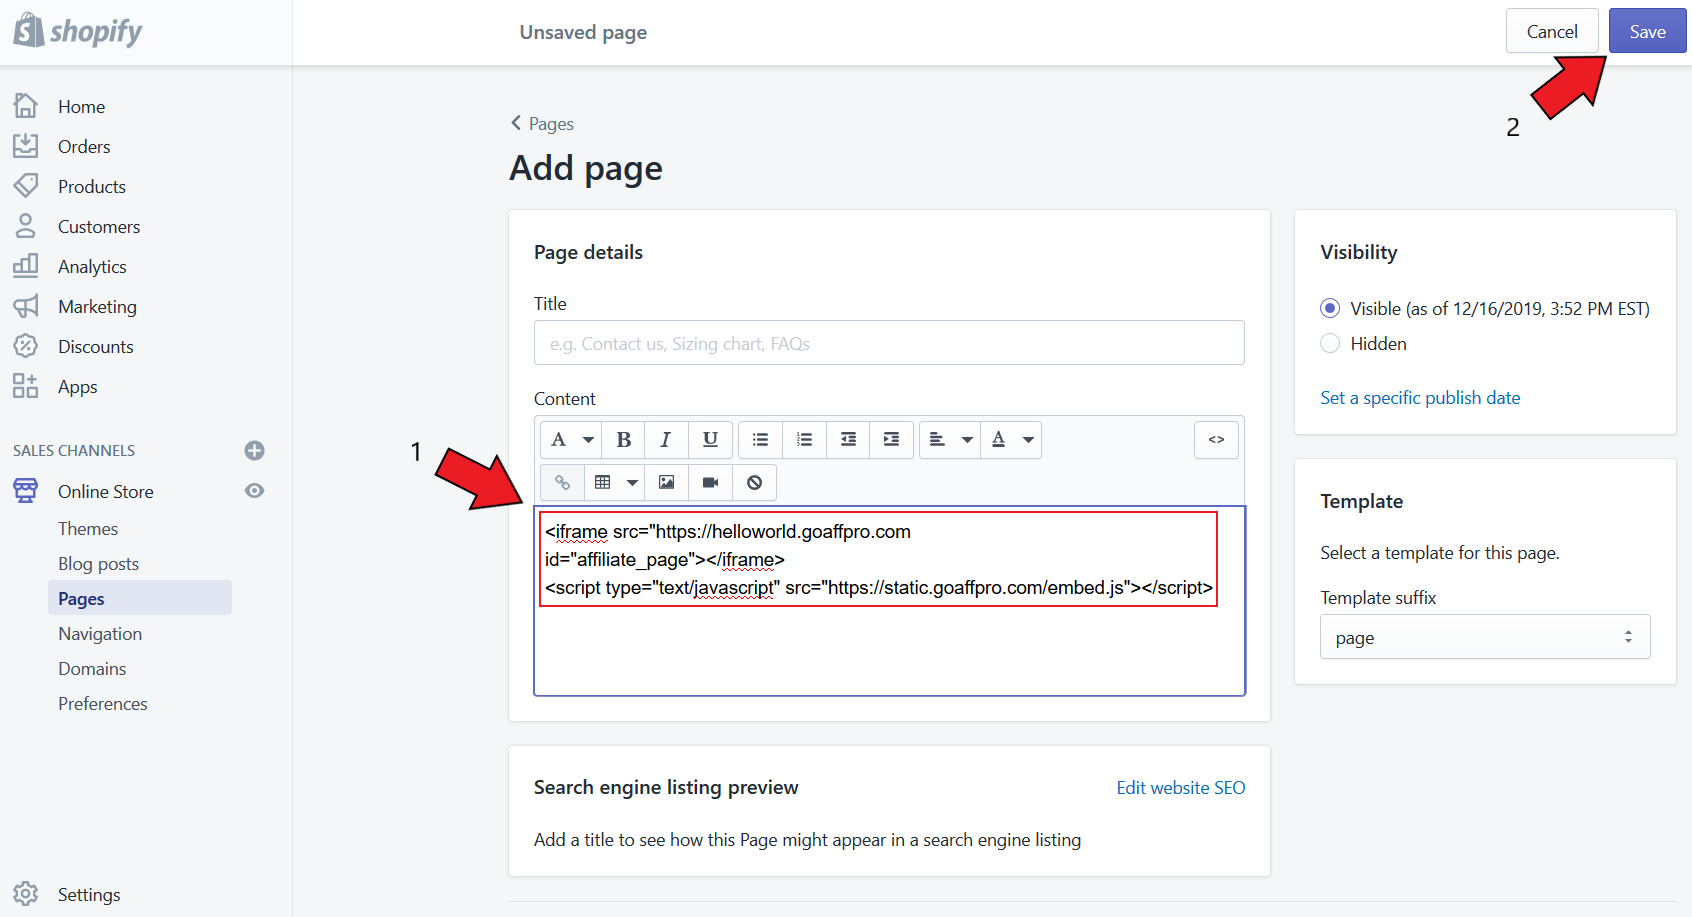 shopify
Unsaved page
Cancel
Save
2
Home
Orders
Products
Customers
Analytics
Marketing
Discounts
Apps
SALES CHANNELS
Online Store
Themes
Blog posts
Pages
Navigation
Domains
Preferences
Settings
Pages
Add page
Page details
Title
e.g. Contact us, Sizing chart, FAQs
Content
1
A B I U A <>
<iframe src="https://helloworld.goaffpro.com
id="affiliate_page"></iframe>
<script type="text/javascript" src="https://static.goaffpro.com/embed.js"></script>
Search engine listing preview
Edit website SEO
Add a title to see how this Page might appear in a search engine listing
Visibility
Visible (as of 12/16/2019, 3:52 PM EST)
Hidden
Set a specific publish date
Template
Select a template for this page.
Template suffix
page